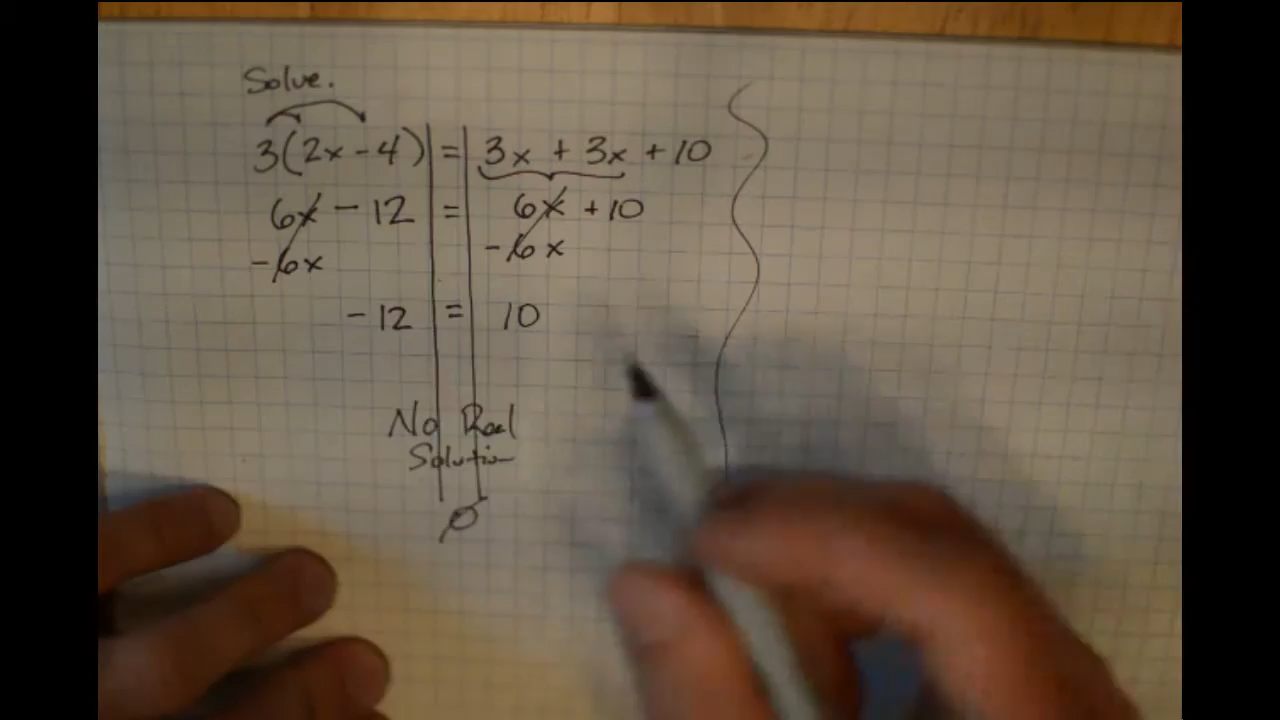 Solve.
3(2x - 4) = 3x + 3x + 10
6x - 12 = 6x + 10
-6x -6x
-12 = 10
No Real
Solution
∅